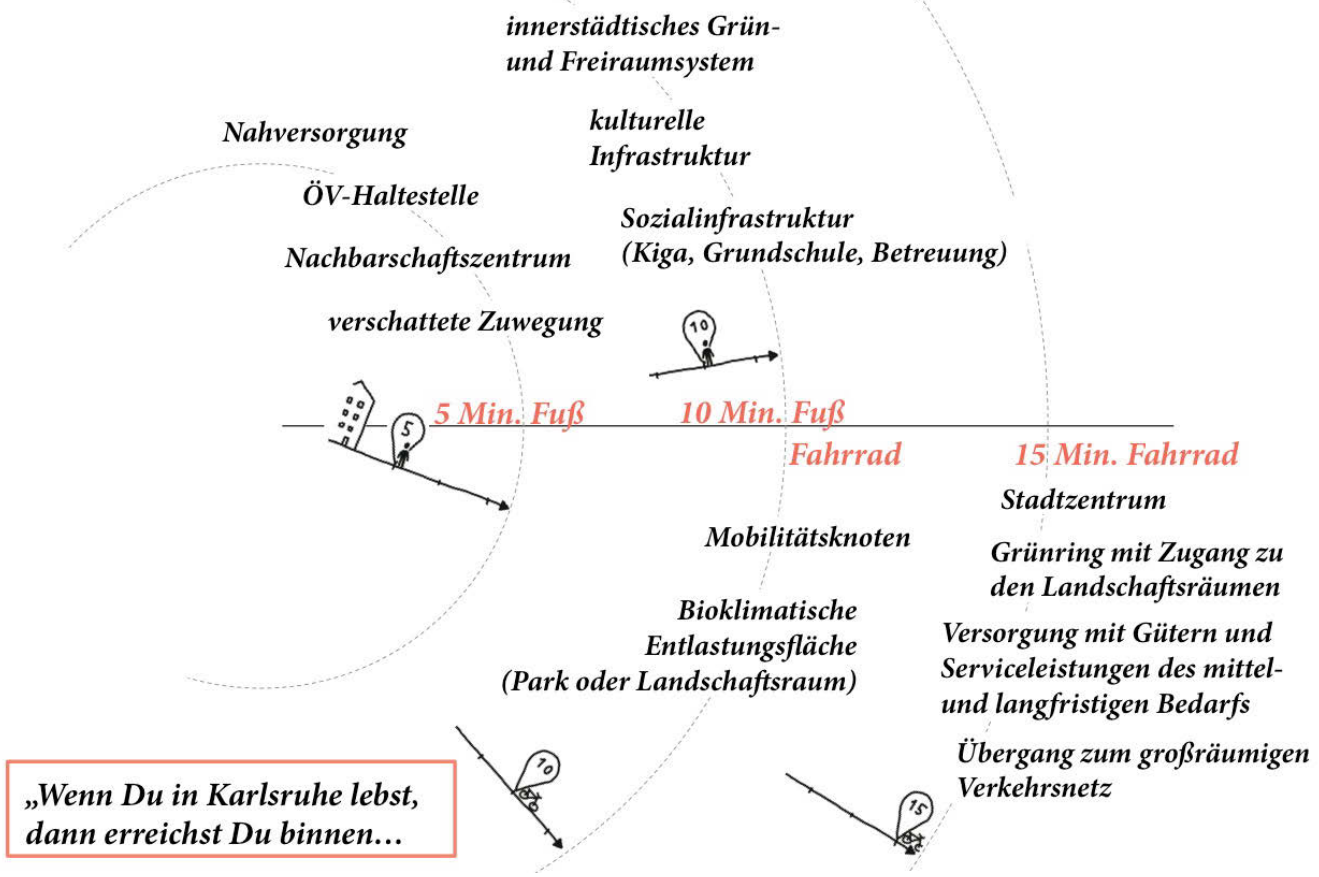 innerstädtisches Grün-
und Freiraumsystem
kulturelle
Infrastruktur
Nahversorgung
ÖV-Haltestelle
Sozialinfrastruktur
(Kiga, Grundschule, Betreuung)
Nachbarschaftszentrum
verschattete Zuwegung
10
5
5 Min. Fuß
10 Min. Fuß
Fahrrad
15 Min. Fahrrad
Stadtzentrum
Mobilitätsknoten
Grünring mit Zugang zu
den Landschaftsräumen
Bioklimatische
Entlastungsfläche
(Park oder Landschaftsraum)
Versorgung mit Gütern und
Serviceleistungen des mittel-
und langfristigen Bedarfs
Übergang zum großräumigen
Verkehrsnetz
10
15
„Wenn Du in Karlsruhe lebst,
dann erreichst Du binnen…